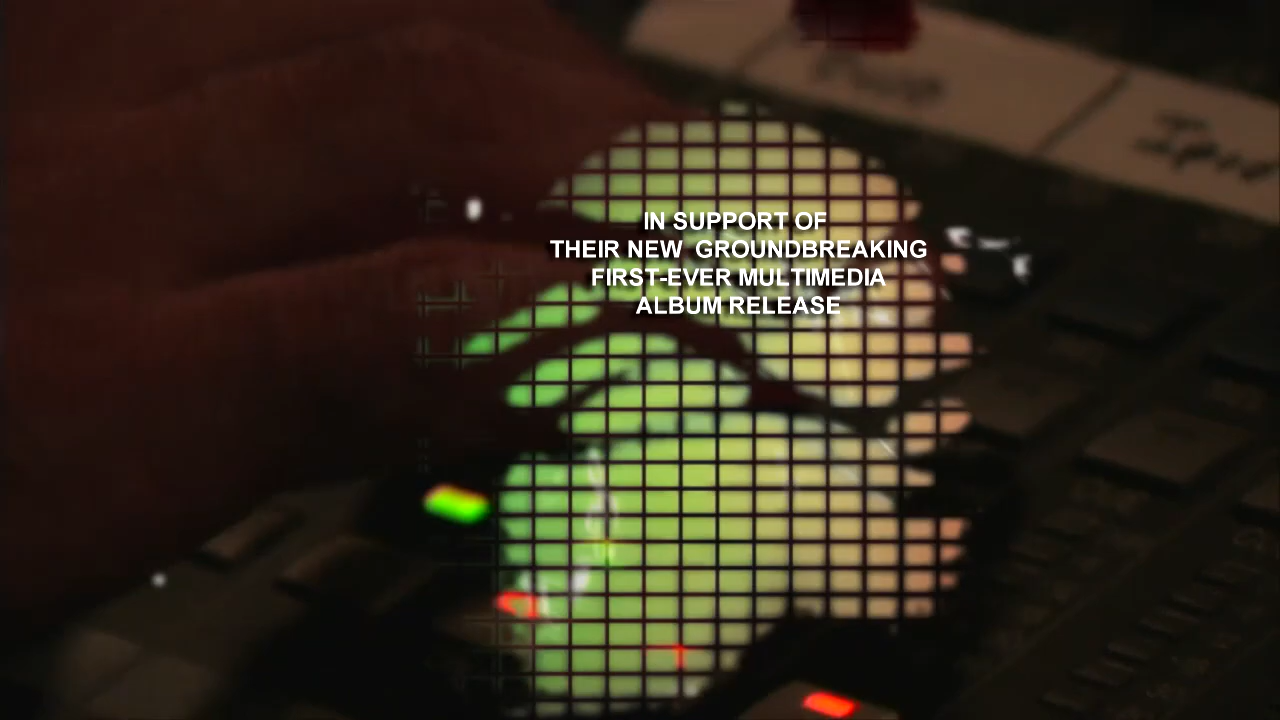 IN SUPPORT OF
THEIR NEW GROUNDBREAKING
FIRST-EVER MULTIMEDIA
ALBUM RELEASE